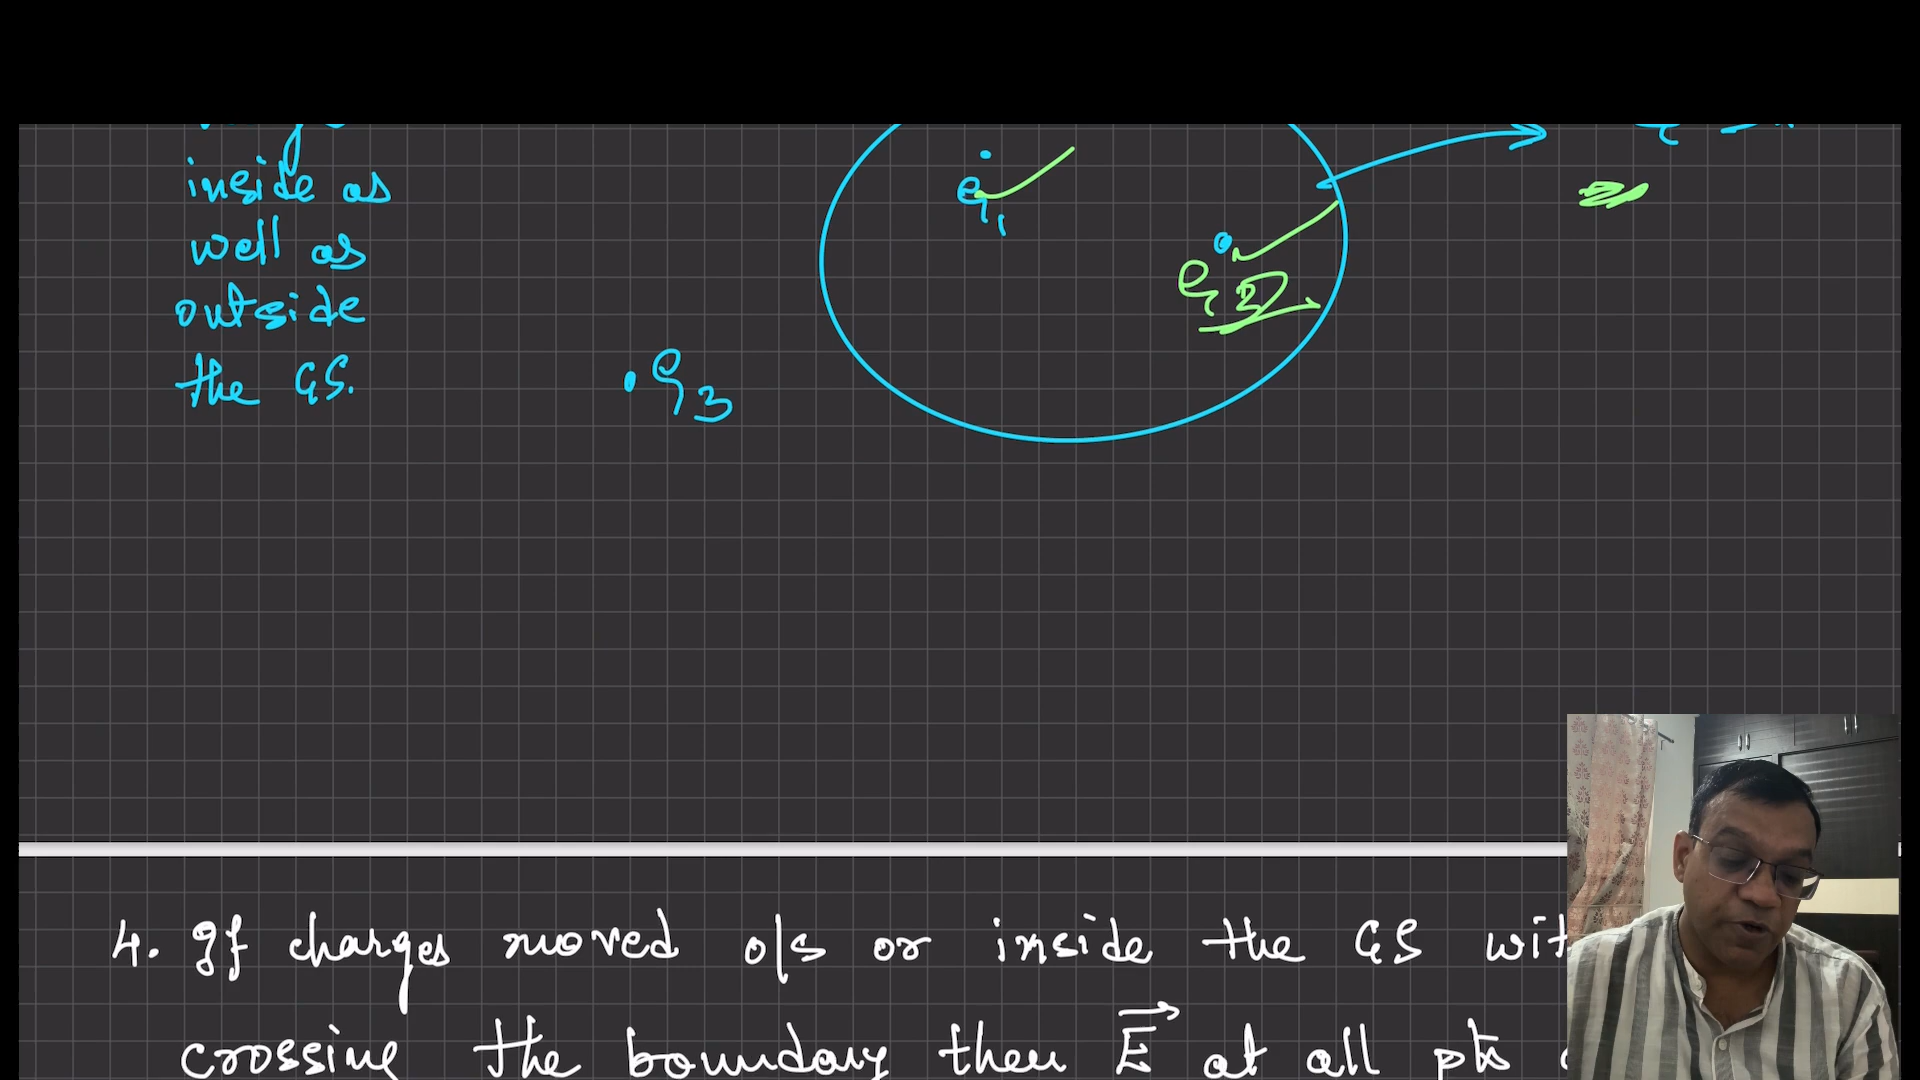 inside as
well as
outside
the GS.
q1
q2
q3
4. If charges moved o/s or inside the GS
crossing the boundary then E at all pts